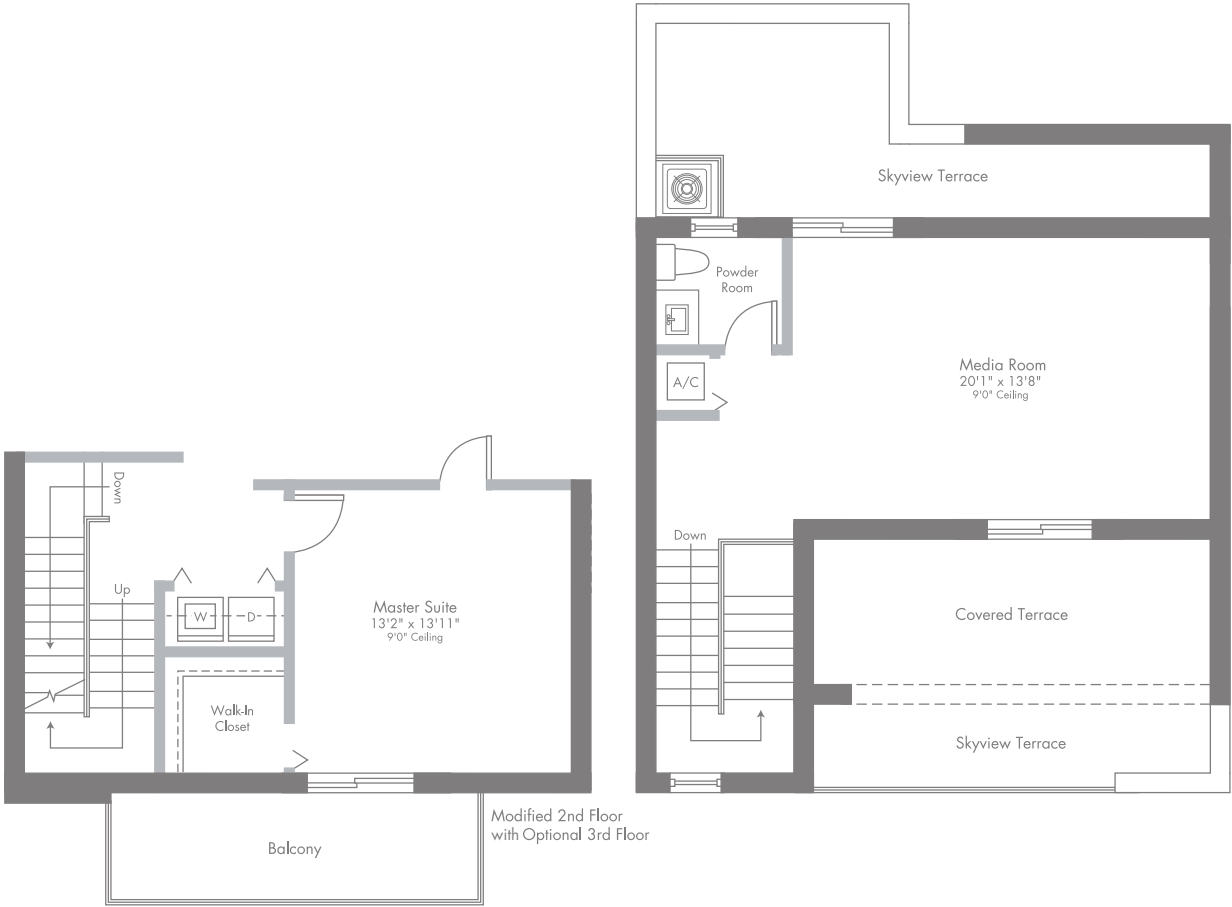 Skyview Terrace
Powder
Room
A/C
Media Room
20'1" x 13'8"
9'0" Ceiling
Down
Covered Terrace
Skyview Terrace
Down
Up
W
D
Master Suite
13'2" x 13'11"
9'0" Ceiling
Walk-In
Closet
Balcony
Modified 2nd Floor
with Optional 3rd Floor